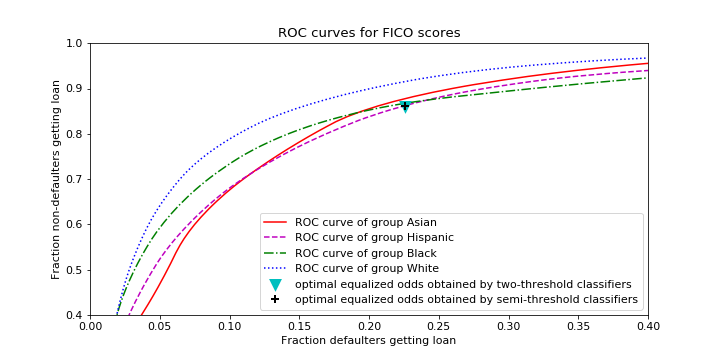 ROC curves for FICO scores
Fraction non-defaulters getting loan
1.0
0.9
0.8
0.7
0.6
0.5
0.4
ROC curve of group Asian
ROC curve of group Hispanic
ROC curve of group Black
ROC curve of group White
optimal equalized odds obtained by two-threshold classifiers
optimal equalized odds obtained by semi-threshold classifiers
0.00 0.05 0.10 0.15 0.20 0.25 0.30 0.35 0.40
Fraction defaulters getting loan